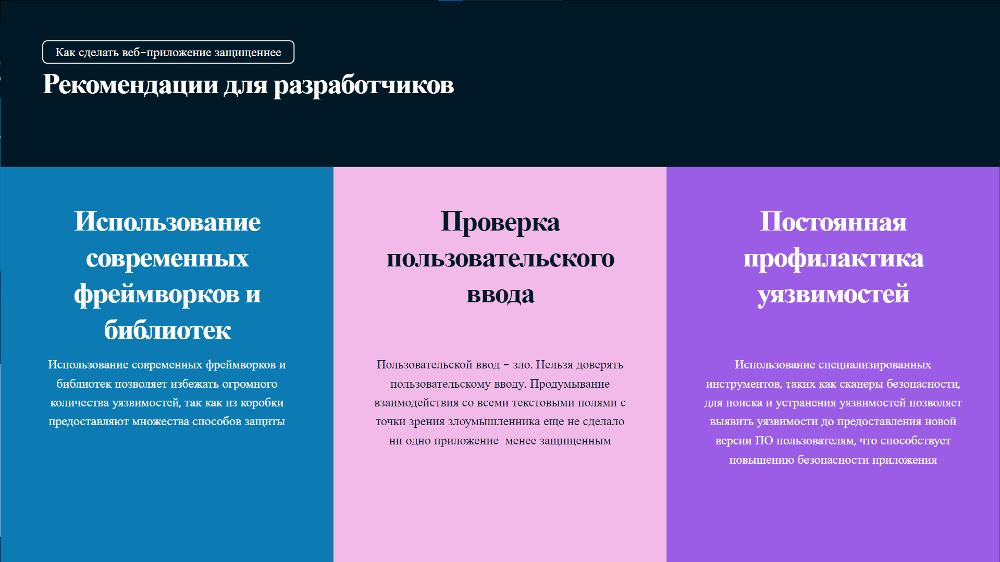 Как сделать веб-приложение защищеннее
Рекомендации для разработчиков
Использование
современных
фреймворков и
библиотек
Использование современных фреймворков и
библиотек позволяет избежать огромного
количества уязвимостей, так как из коробки
предоставляют множества способов защиты
Проверка
пользовательского
ввода
Пользовательской ввод - зло. Нельзя доверять
пользовательскому вводу. Продумывание
взаимодействия со всеми текстовыми полями с
точки зрения злоумышленника еще не сделало
ни одно приложение  менее защищенным
Постоянная
профилактика
уязвимостей
Использование специализированных
инструментов, таких как сканеры безопасности,
для поиска и устранения уязвимостей позволяет
выявить уязвимости до предоставления новой
версии ПО пользователям, что способствует
повышению безопасности приложения